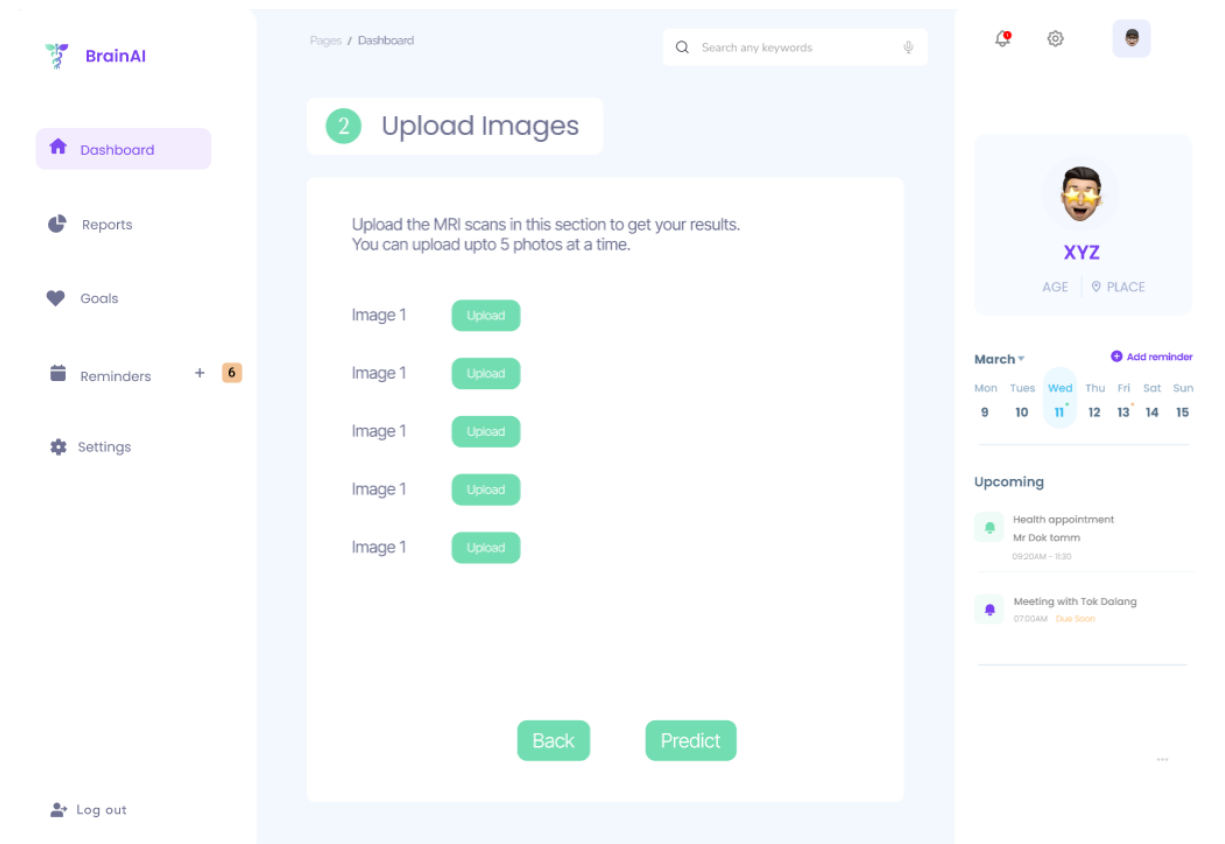 BrainAI
Dashboard
Reports
Goals
Reminders + 6
Settings
Log out
Pages / Dashboard
Search any keywords
2 Upload Images
Upload the MRI scans in this section to get your results.
You can upload upto 5 photos at a time.
Image 1 Upload
Image 1 Upload
Image 1 Upload
Image 1 Upload
Image 1 Upload
Back Predict
XYZ
AGE PLACE
March Add reminder
Mon Tues Wed Thu Fri Sat Sun
9 10 11 12 13 14 15
Upcoming
Health appointment
Mr Dok tomm
09:20AM - 11:30
Meeting with Tok Dalang
07:00AM Due Soon